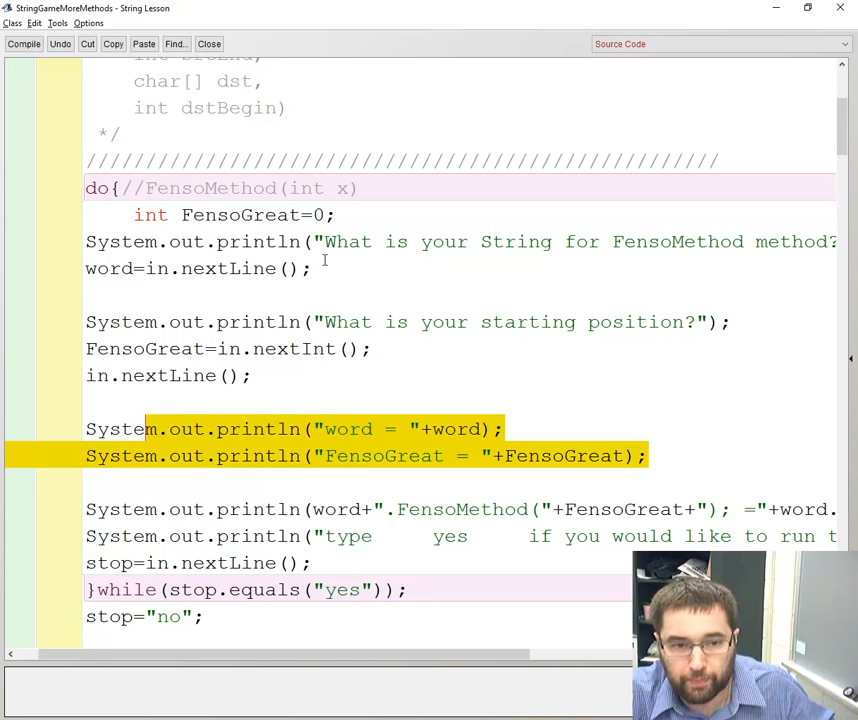 StringGameMoreMethods - String Lesson
Class Edit Tools Options
Compile Undo Cut Copy Paste Find... Close Source Code
char[] dst,
int dstBegin)
*/
/////////////////////////////////////////////////////
do{//FensoMethod(int x)
int FensoGreat=0;
System.out.println("What is your String for FensoMethod method?
word=in.nextLine();
System.out.println("What is your starting position?");
FensoGreat=in.nextInt();
in.nextLine();
System.out.println("word = "+word);
System.out.println("FensoGreat = "+FensoGreat);
System.out.println(word+".FensoMethod("+FensoGreat+"); ="+word.
System.out.println("type yes if you would like to run t
stop=in.nextLine();
}while(stop.equals("yes"));
stop="no";